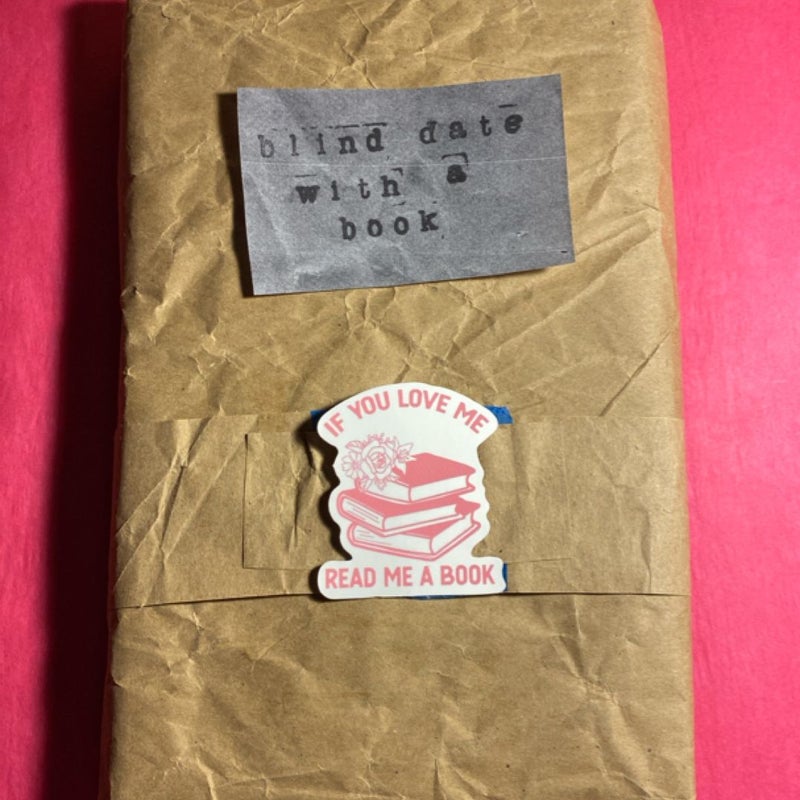 blind date
with a
book
IF YOU LOVE ME
READ ME A BOOK